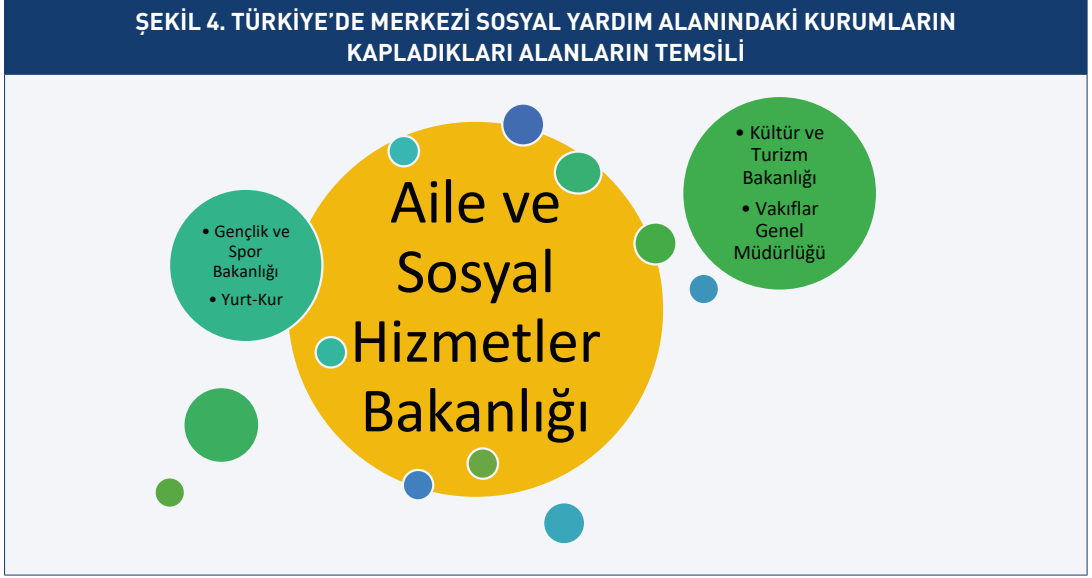 ŞEKİL 4. TÜRKİYE’DE MERKEZİ SOSYAL YARDIM ALANINDAKİ KURUMLARIN
KAPLADIKLARI ALANLARIN TEMSİLİ
• Gençlik ve
Spor
Bakanlığı
• Yurt-Kur
Aile ve
Sosyal
Hizmetler
Bakanlığı
• Kültür ve
Turizm
Bakanlığı
• Vakıflar
Genel
Müdürlüğü